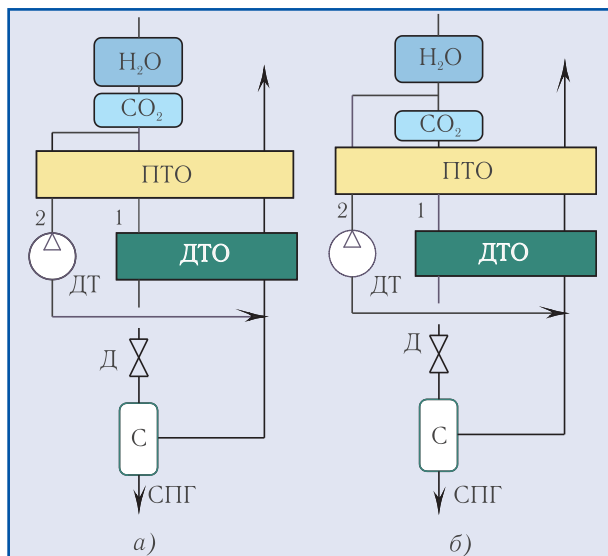 H₂O
CO₂
ПТО
2
1
ДТО
ДТ
Д
С
СПГ
а)
H₂O
CO₂
ПТО
2
1
ДТО
ДТ
Д
С
СПГ
б)